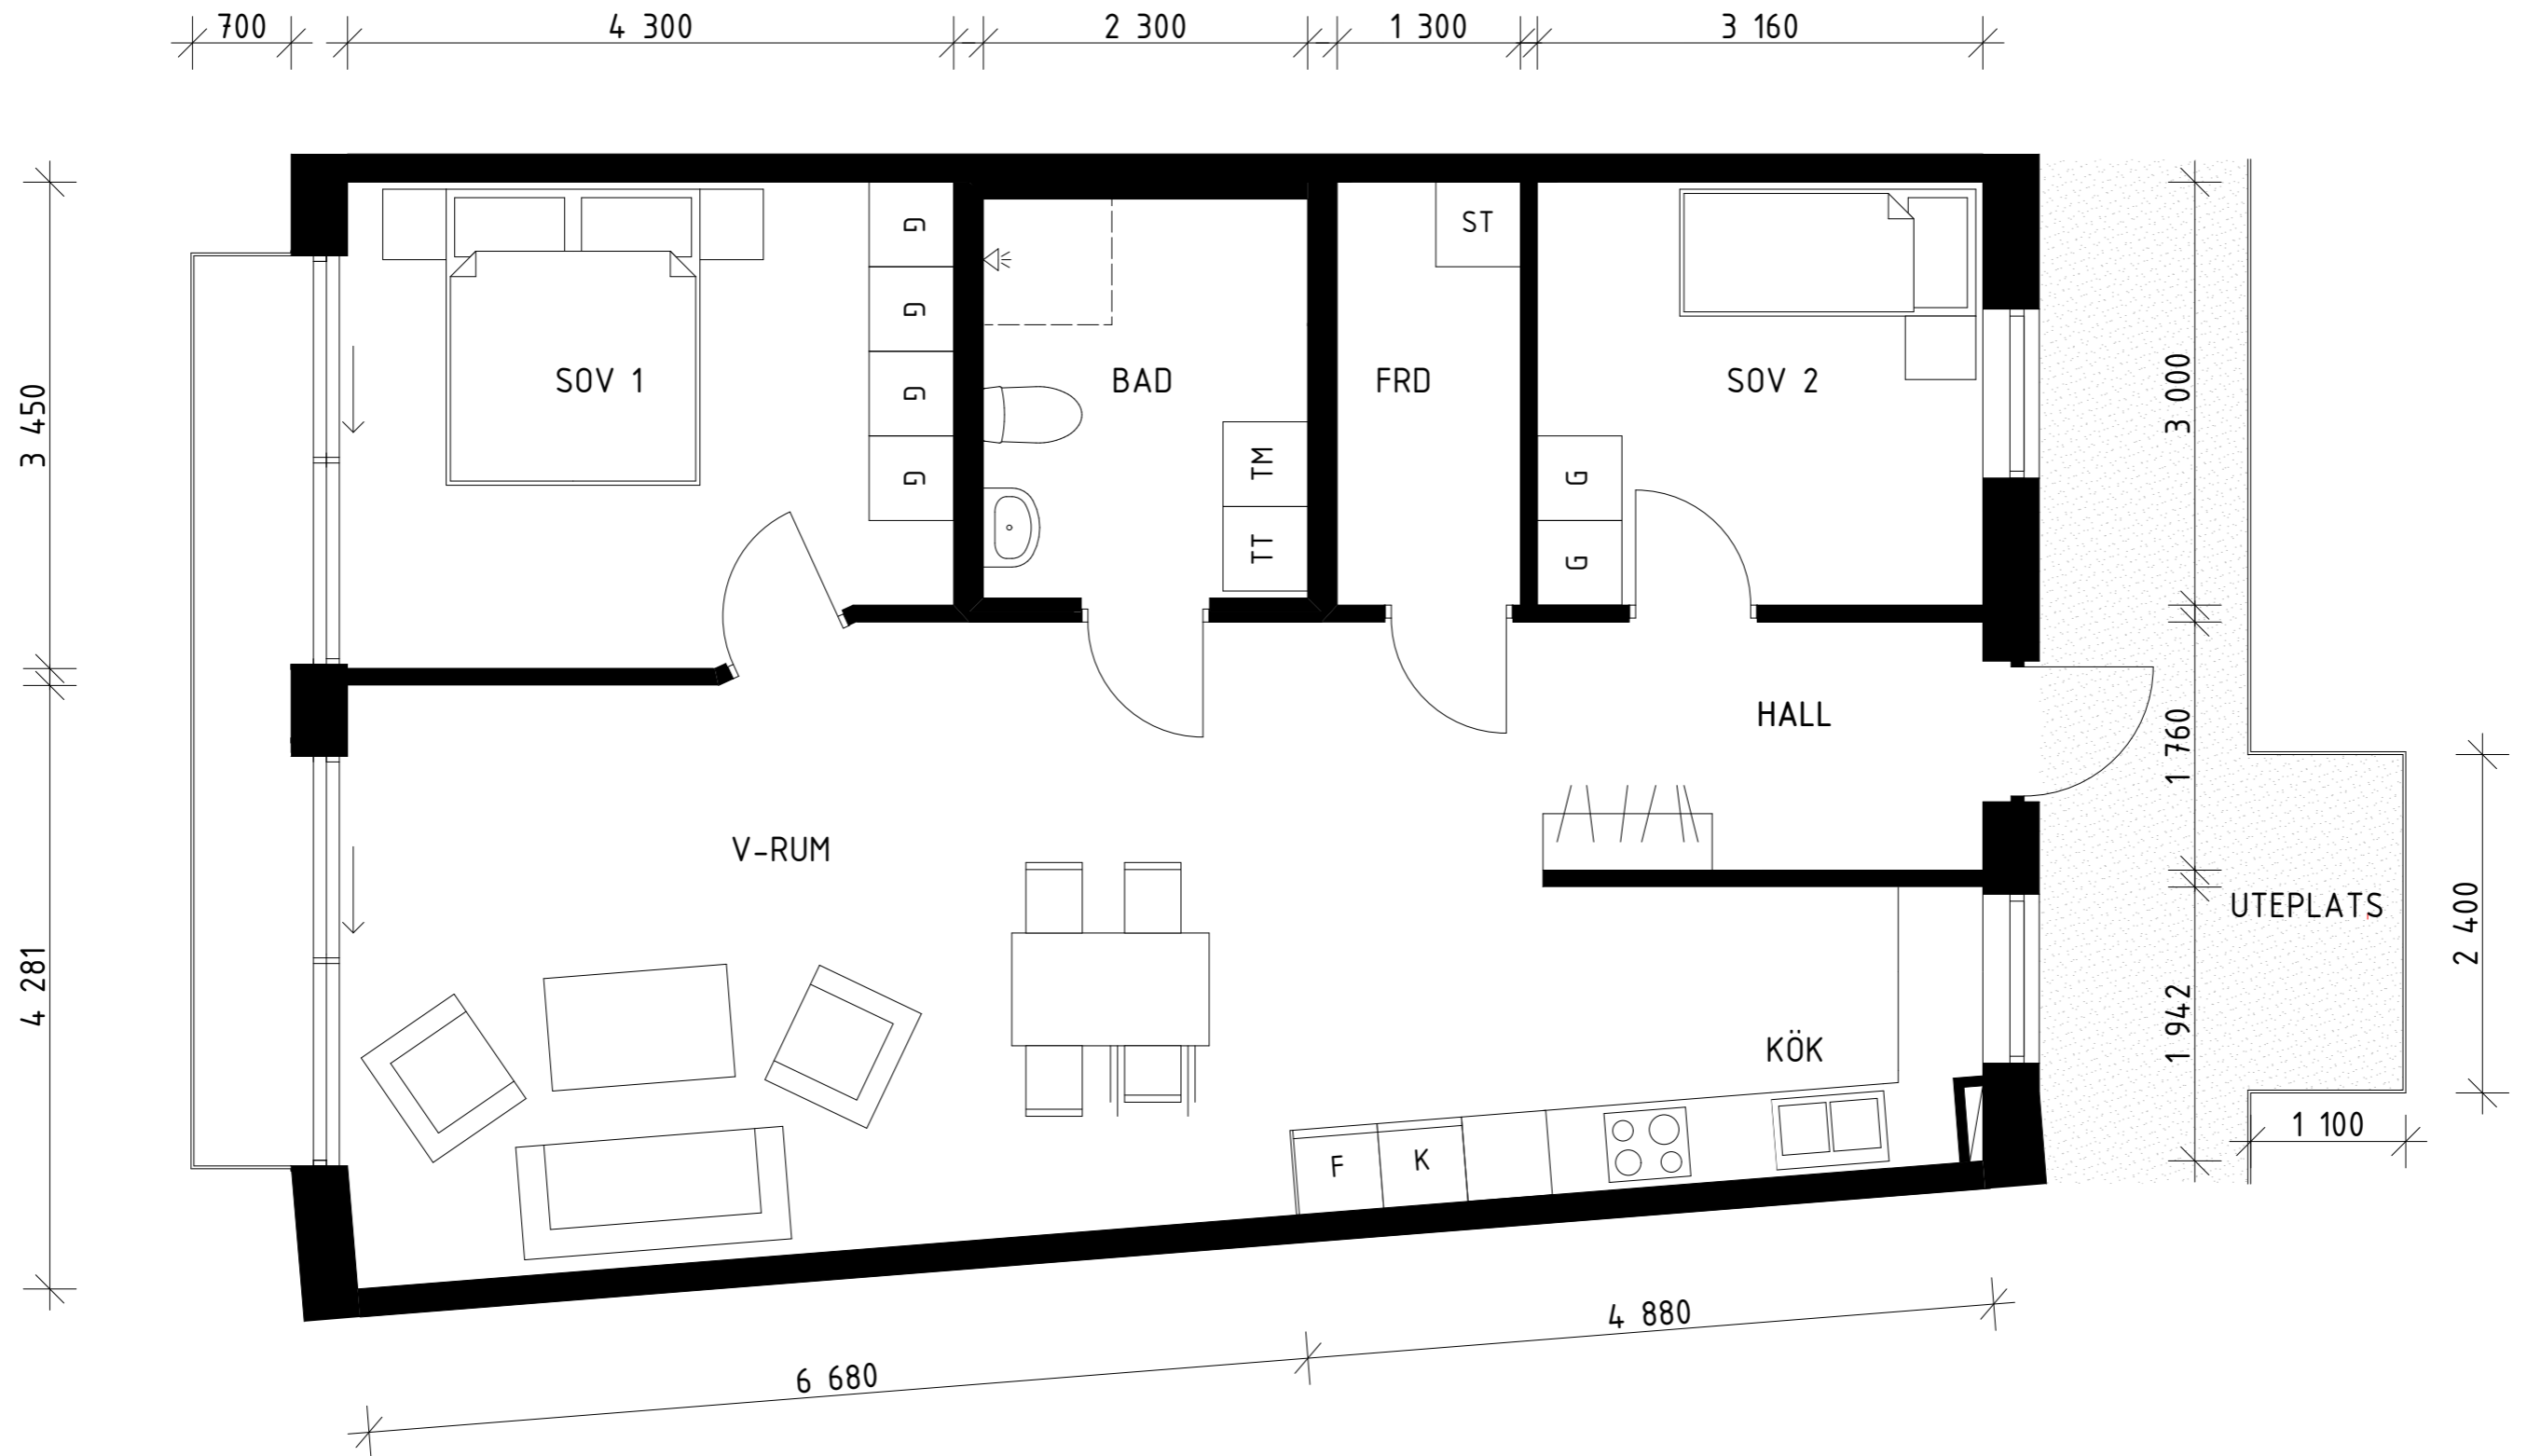 700
4 300
2 300
1 300
3 160
3 450
4 281
SOV 1
G
G
G
G
BAD
TM
TT
FRD
ST
SOV 2
G
G
HALL
V-RUM
KÖK
F
K
UTEPLATS
3 000
1 760
1 942
2 400
1 100
4 880
6 680